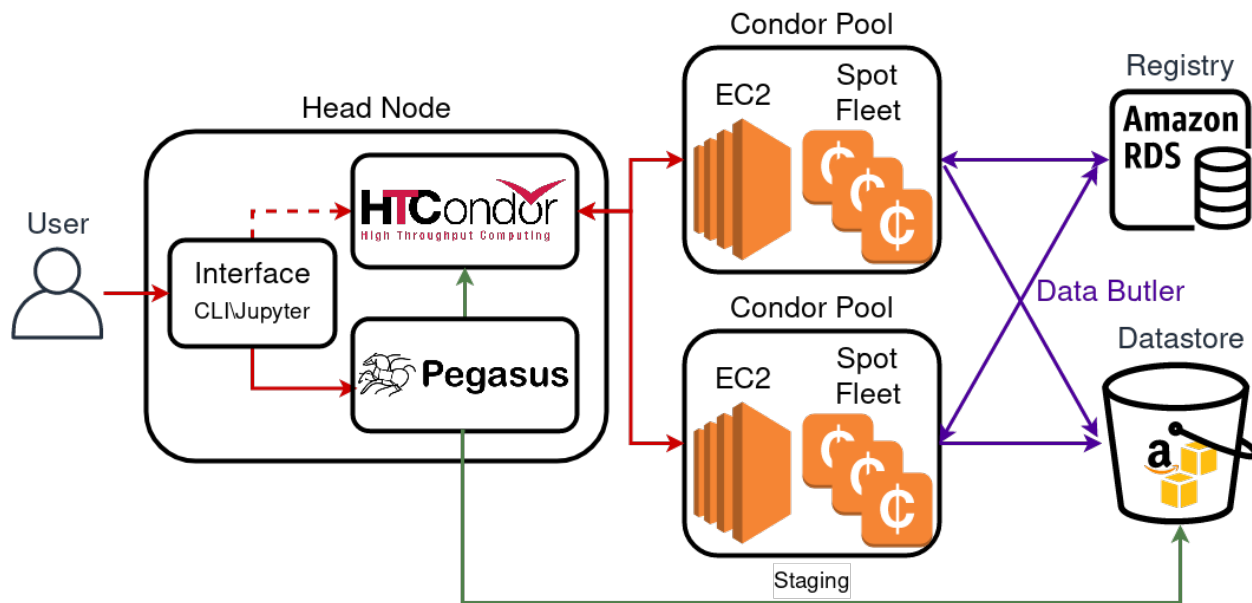 User
Head Node
Interface
CLI\Jupyter
HTCondor
High Throughput Computing
Pegasus
Condor Pool
EC2
Spot
Fleet
₵
₵
₵
Condor Pool
EC2
Spot
Fleet
₵
₵
₵
Staging
Registry
Amazon
RDS
Data Butler
Datastore
a